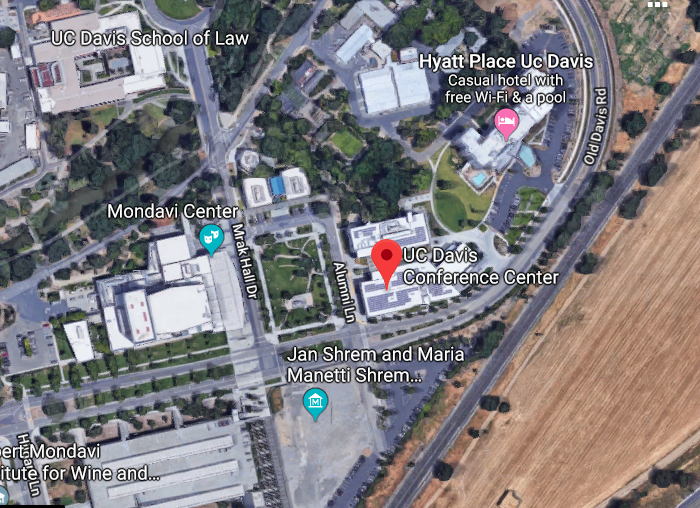 UC Davis School of Law
Hyatt Place Uc Davis
Casual hotel with
free Wi-Fi & a pool
Old Davis Rd
Mondavi Center
Mrak Hall Dr
Alumni Ln
UC Davis
Conference Center
Jan Shrem and Maria
Manetti Shrem...
Mondavi
for Wine and...
Ln